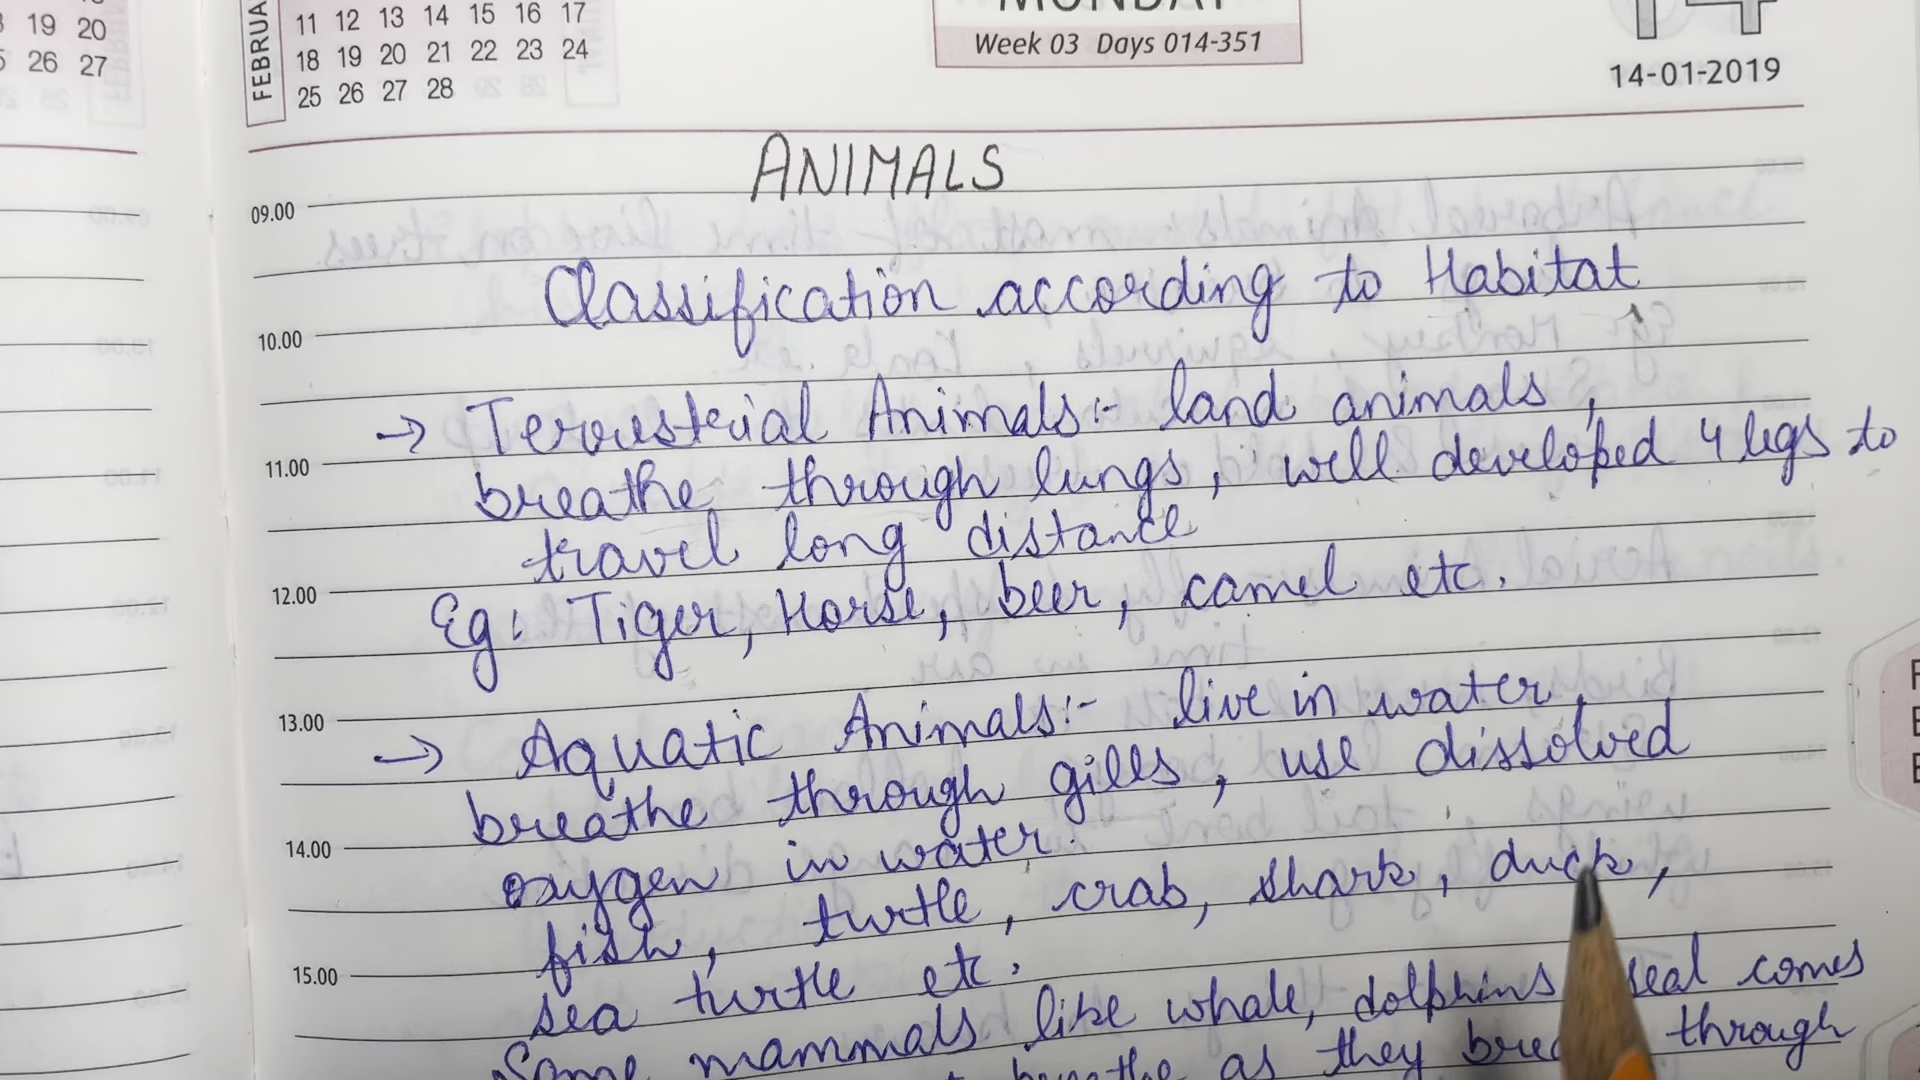 19 20
26 27
FEBRUA
11 12 13 14 15 16 17
18 19 20 21 22 23 24
25 26 27 28
MONDAY
Week 03 Days 014-351
14
14-01-2019
ANIMALS
09.00
Classification according to Habitat
10.00
→ Terrusterial Animals:- land animals,
11.00
breathe through lungs, well developed 4 legs to
travel long distance
12.00
Eg: Tiger, Horse, beer, camel etc.
13.00
→ Aquatic Animals:- live in water,
breathe through gills, use dissolved
14.00
oxygen in water.
fish, turtle, crab, shark, duck,
15.00
sea turtle etc.
Some mammals like whale, dolphins seal comes
breathe as they through